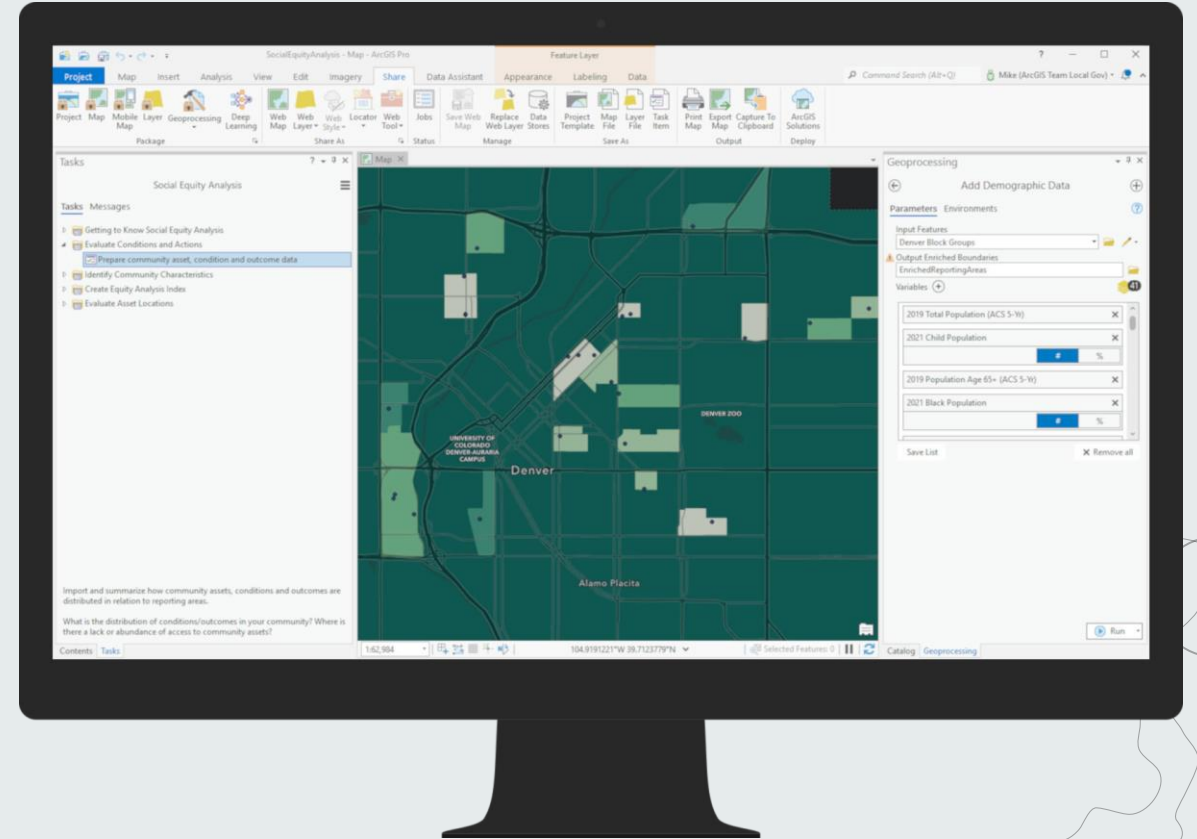 SocialEquityAnalysis - Map - ArcGIS Pro
Feature Layer
?
Project Map Insert Analysis View Edit Imagery Share Data Assistant Appearance Labeling Data
Command Search (Alt+Q)
Mike (ArcGIS Team Local Gov)
Project Map Mobile Map Layer Geoprocessing Deep Learning
Package
Web Map Web Layer Web Style Locator Web Tool
Share As
Jobs
Status
Save Web Map Replace Web Layer Data Stores
Manage
Project Template Map File Layer File Task Item
Save As
Print Map Export Map Capture To Clipboard
Output
ArcGIS Solutions
Deploy
Tasks
Social Equity Analysis
Tasks Messages
Getting to Know Social Equity Analysis
Evaluate Conditions and Actions
Prepare community asset, condition and outcome data
Identify Community Characteristics
Create Equity Analysis Index
Evaluate Asset Locations
Import and summarize how community assets, conditions and outcomes are
distributed in relation to reporting areas.
What is the distribution of conditions/outcomes in your community? Where is
there a lack or abundance of access to community assets?
Contents Tasks
Map
DENVER ZOO
UNIVERSITY OF
COLORADO
DENVER-AURARIA
CAMPUS
Denver
Alamo Placita
1:62,984
104.9191221°W 39.7123779°N
Selected Features: 0
Geoprocessing
Add Demographic Data
Parameters Environments
Input Features
Denver Block Groups
Output Enriched Boundaries
EnrichedReportingAreas
Variables
41
2019 Total Population (ACS 5-Yr)
2021 Child Population
# %
2019 Population Age 65+ (ACS 5-Yr)
2021 Black Population
# %
Save List
Remove all
Run
Catalog Geoprocessing